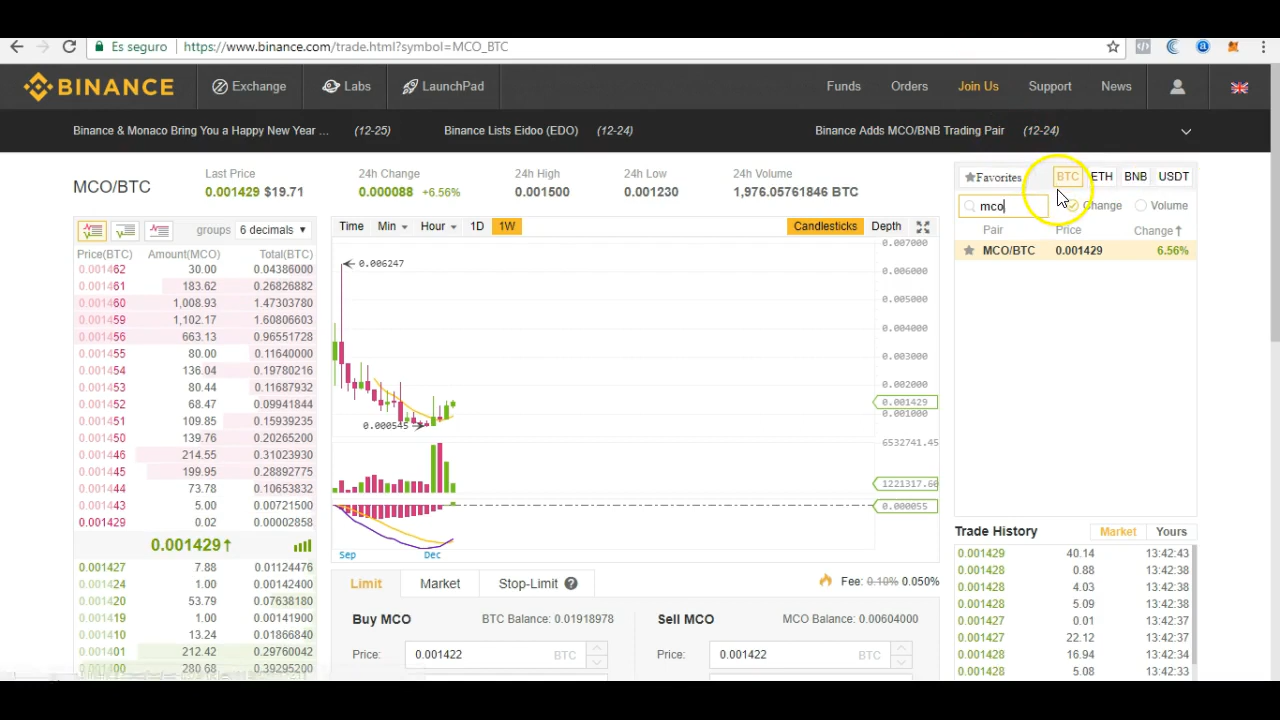 Es seguro https://www.binance.com/trade.html?symbol=MCO_BTC
BINANCE Exchange Labs LaunchPad Funds Orders Join Us Support News
Binance & Monaco Bring You a Happy New Year ... (12-25) Binance Lists Eidoo (EDO) (12-24) Binance Adds MCO/BNB Trading Pair (12-24)
MCO/BTC
Last Price
0.001429 $19.71
24h Change
0.000088 +6.56%
24h High
0.001500
24h Low
0.001230
24h Volume
1,976.05761846 BTC
groups 6 decimals
Price(BTC) Amount(MCO) Total(BTC)
0.001462 30.00 0.04386000
0.001461 183.62 0.26826882
0.001460 1,008.93 1.47303780
0.001459 1,102.17 1.60806603
0.001456 663.13 0.96551728
0.001455 80.00 0.11640000
0.001454 136.04 0.19780216
0.001453 80.44 0.11687932
0.001452 68.47 0.09941844
0.001451 109.85 0.15939235
0.001450 139.76 0.20265200
0.001446 214.55 0.31023930
0.001445 199.95 0.28892775
0.001444 73.78 0.10653832
0.001443 5.00 0.00721500
0.001429 0.02 0.00002858
0.001429
0.001427 7.88 0.01124476
0.001424 1.00 0.00142400
0.001420 53.79 0.07638180
0.001419 1.00 0.00141900
0.001410 13.24 0.01866840
0.001401 212.42 0.29760042
0.001400 280.68 0.39295200
Time Min Hour 1D 1W Candlesticks Depth
0.007000
0.006247
0.006000
0.005000
0.004000
0.003000
0.002000
0.001429
0.001000
0.000545
6532741.45
1221317.60
0.000055
Sep Dec
Limit Market Stop-Limit Fee: 0.10% 0.050%
Buy MCO BTC Balance: 0.01918978
Price: 0.001422 BTC
Sell MCO MCO Balance: 0.00604000
Price: 0.001422 BTC
Favorites BTC ETH BNB USDT
mco Change Volume
Pair Price Change
MCO/BTC 0.001429 6.56%
Trade History Market Yours
0.001429 40.14 13:42:43
0.001428 0.88 13:42:38
0.001428 4.03 13:42:38
0.001428 5.09 13:42:38
0.001427 0.01 13:42:37
0.001427 22.12 13:42:37
0.001428 16.94 13:42:34
0.001428 5.08 13:42:33